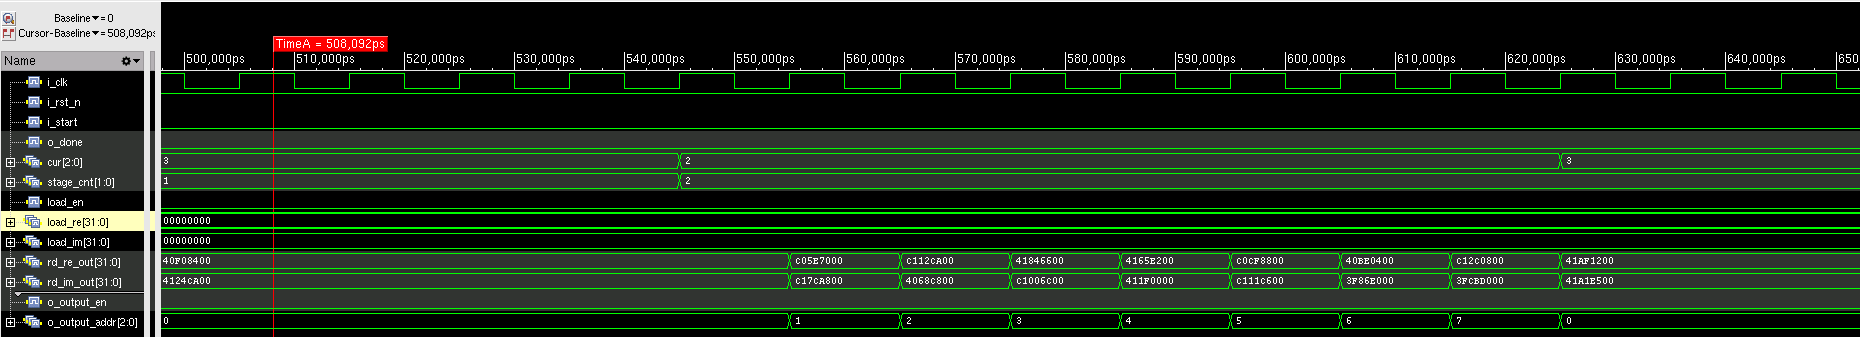 Baseline▼= 0
Cursor-Baseline▼= 508,092ps
TimeA = 508,092ps
Name
500,000ps 510,000ps 520,000ps 530,000ps 540,000ps 550,000ps 560,000ps 570,000ps 580,000ps 590,000ps 600,000ps 610,000ps 620,000ps 630,000ps 640,000ps 650
i_clk
i_rst_n
i_start
o_done
cur[2:0] 3 2 3
stage_cnt[1:0] 1 2
load_en
load_re[31:0] 00000000
load_im[31:0] 00000000
rd_re_out[31:0] 40F08400 C05E7000 C112CA00 41846600 4165E200 C0CF8800 40BE0400 C12C0800 41AF1200
rd_im_out[31:0] 4124CA00 C17CA800 4068C800 C1006C00 411F0000 C111C600 3F86E000 3FCBD000 41A1E500
o_output_en
o_output_addr[2:0] 0 1 2 3 4 5 6 7 0